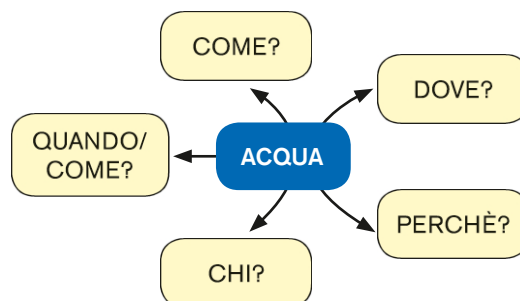 COME?
DOVE?
QUANDO/
COME?
ACQUA
PERCHÈ?
CHI?